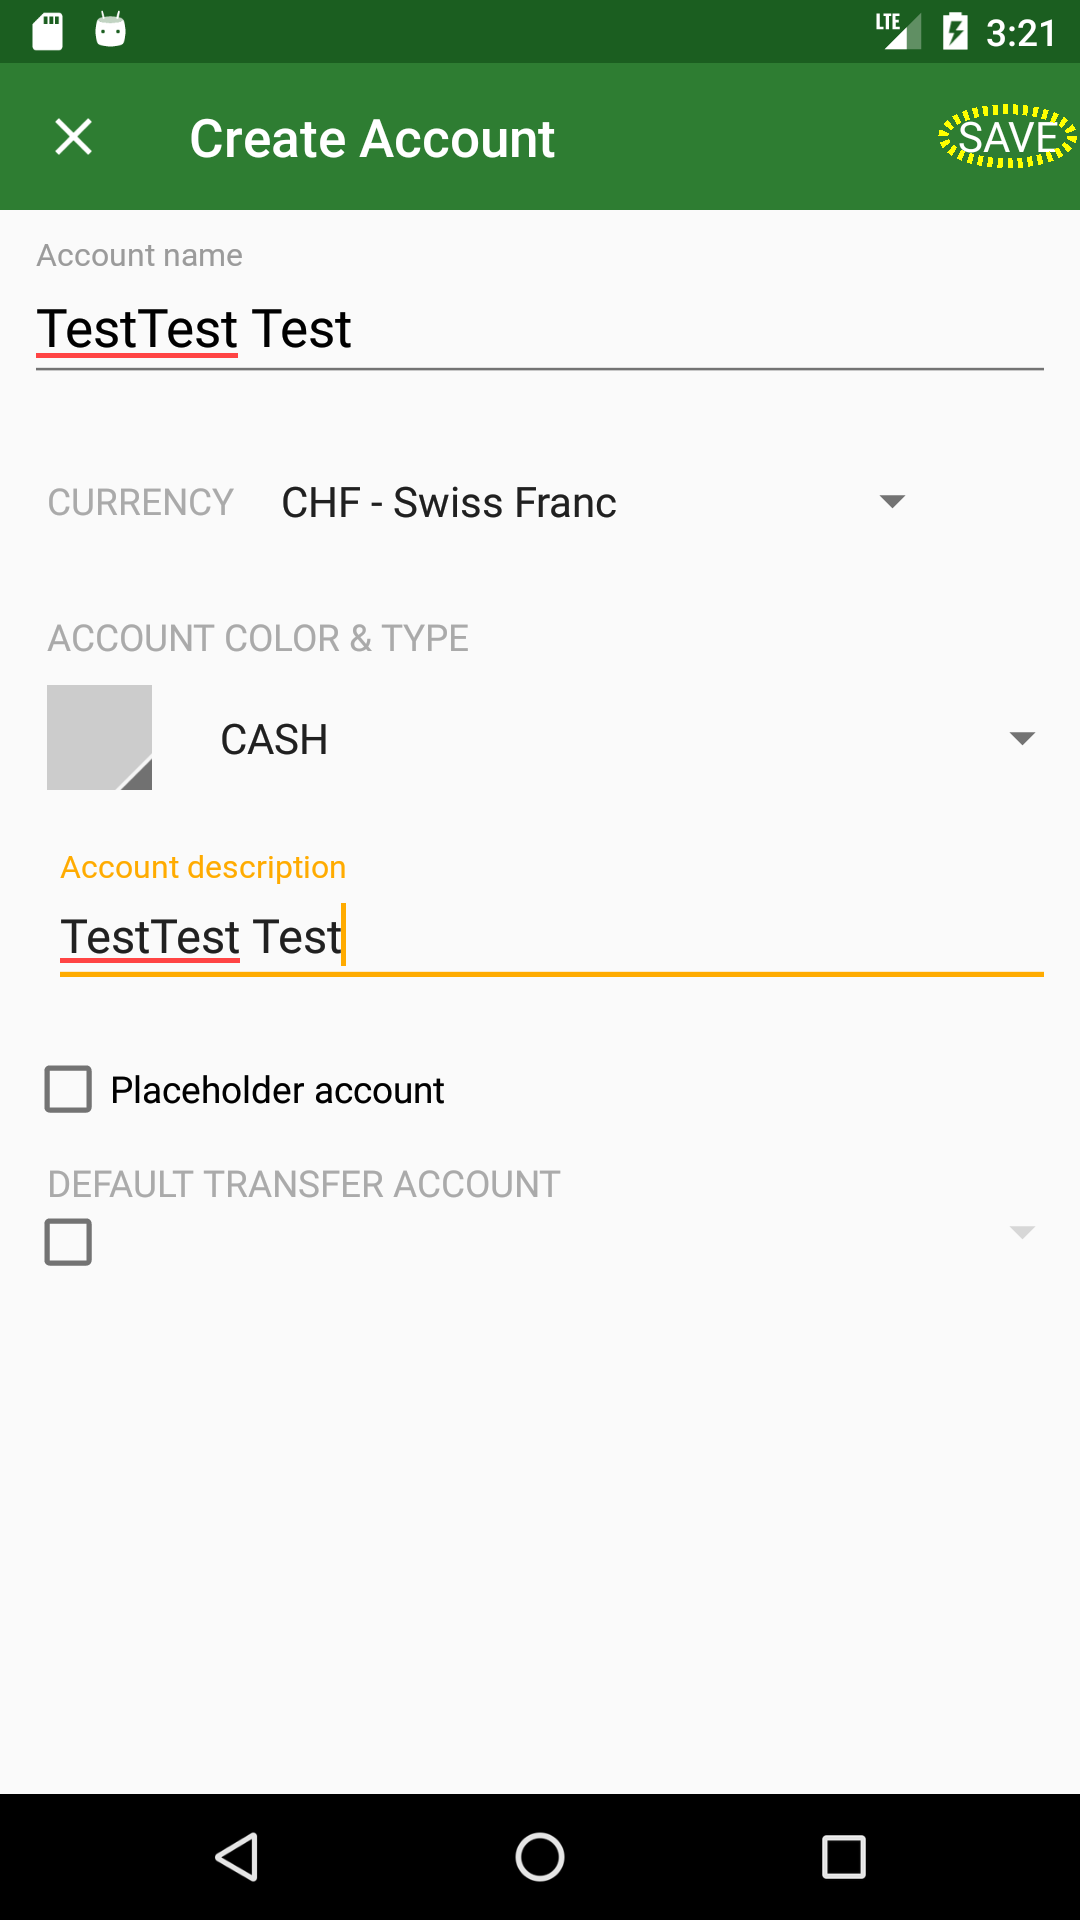 LTE 3:21
Create Account SAVE
Account name
TestTest Test
CURRENCY CHF - Swiss Franc
ACCOUNT COLOR & TYPE
CASH
Account description
TestTest Test
Placeholder account
DEFAULT TRANSFER ACCOUNT